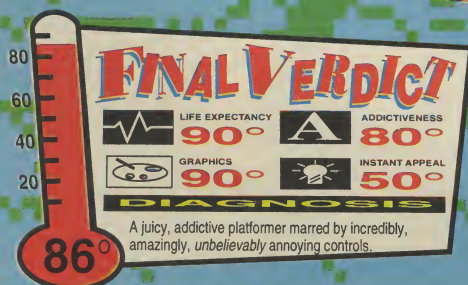 FINAL VERDICT
80
60
40
20
86°
LIFE EXPECTANCY
90°
A
ADDICTIVENESS
80°
GRAPHICS
90°
INSTANT APPEAL
50°
DIAGNOSIS
A juicy, addictive platformer marred by incredibly,
amazingly, unbelievably annoying controls.